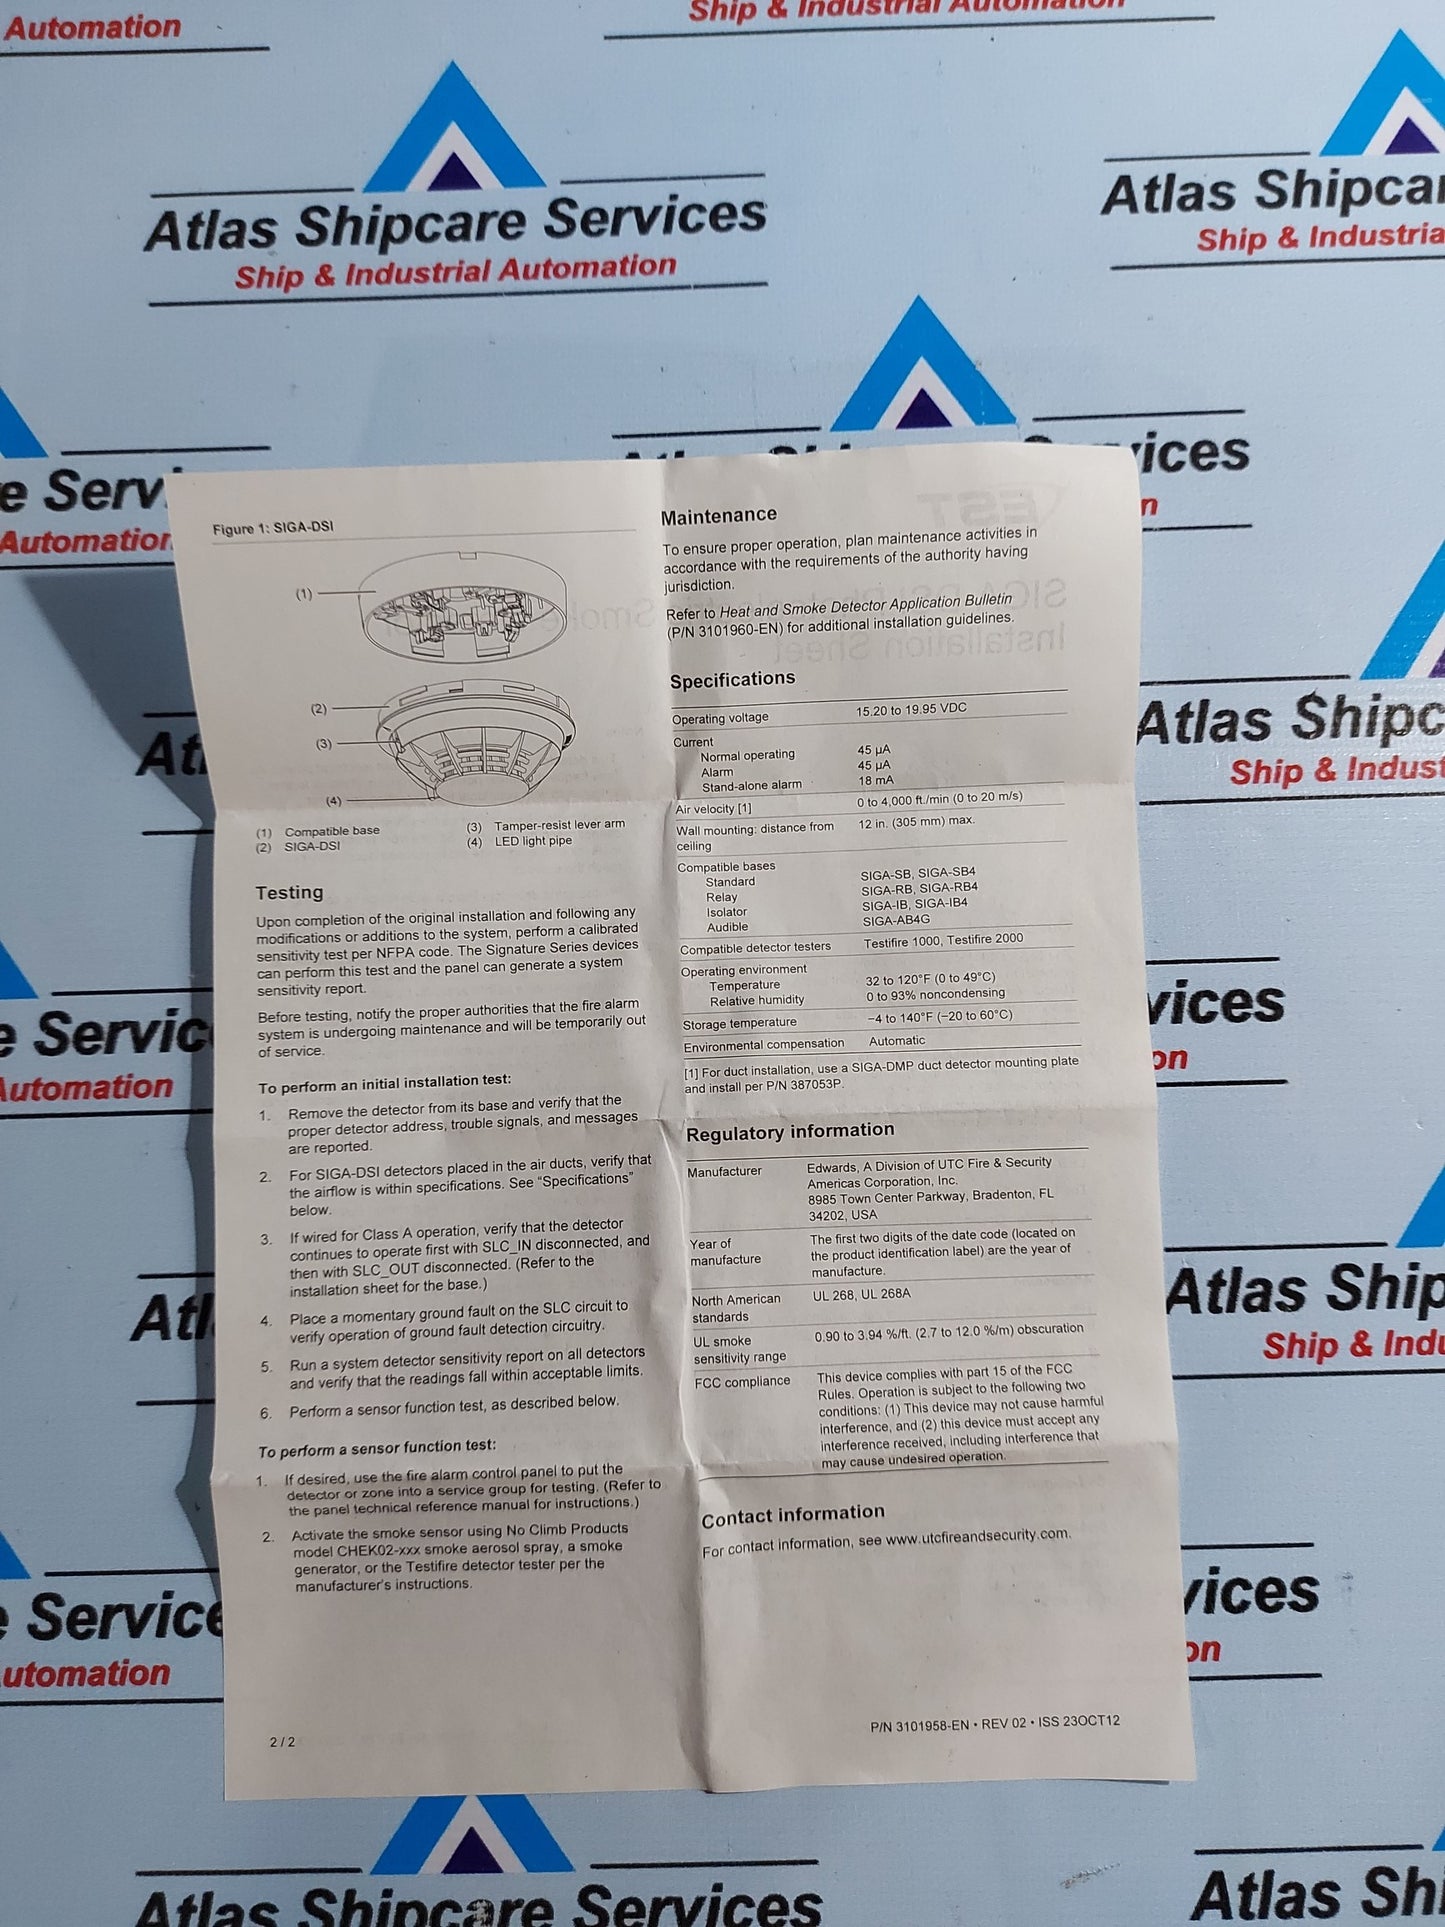 Automation
Ship & Industrial Automation
Atlas Shipcare Services
Ship & Industrial Automation
Atlas Shipcar
Ship & Industria
e Serv
Automation
ices
n
Figure 1: SIGA-DSI
(1)
(2)
(3)
(4)
(1) Compatible base
(2) SIGA-DSI
(3) Tamper-resist lever arm
(4) LED light pipe
Testing
Upon completion of the original installation and following any
modifications or additions to the system, perform a calibrated
sensitivity test per NFPA code. The Signature Series devices
can perform this test and the panel can generate a system
sensitivity report.
Before testing, notify the proper authorities that the fire alarm
system is undergoing maintenance and will be temporarily out
of service.
To perform an initial installation test:
1. Remove the detector from its base and verify that the
proper detector address, trouble signals, and messages
are reported.
2. For SIGA-DSI detectors placed in the air ducts, verify that
the airflow is within specifications. See “Specifications”
below.
3. If wired for Class A operation, verify that the detector
continues to operate first with SLC_IN disconnected, and
then with SLC_OUT disconnected. (Refer to the
installation sheet for the base.)
4. Place a momentary ground fault on the SLC circuit to
verify operation of ground fault detection circuitry.
5. Run a system detector sensitivity report on all detectors
and verify that the readings fall within acceptable limits.
6. Perform a sensor function test, as described below.
To perform a sensor function test:
1. If desired, use the fire alarm control panel to put the
detector or zone into a service group for testing. (Refer to
the panel technical reference manual for instructions.)
2. Activate the smoke sensor using No Climb Products
model CHEK02-xxx smoke aerosol spray, a smoke
generator, or the Testifire detector tester per the
manufacturer's instructions.
2 / 2
Maintenance
To ensure proper operation, plan maintenance activities in
accordance with the requirements of the authority having
jurisdiction.
Refer to Heat and Smoke Detector Application Bulletin
(P/N 3101960-EN) for additional installation guidelines.
Specifications
Operating voltage 15.20 to 19.95 VDC
Current
Normal operating 45 µA
Alarm 45 µA
Stand-alone alarm 18 mA
Air velocity [1] 0 to 4,000 ft./min (0 to 20 m/s)
Wall mounting: distance from 12 in. (305 mm) max.
ceiling
Compatible bases
Standard SIGA-SB, SIGA-SB4
Relay SIGA-RB, SIGA-RB4
Isolator SIGA-IB, SIGA-IB4
Audible SIGA-AB4G
Compatible detector testers Testifire 1000, Testifire 2000
Operating environment
Temperature 32 to 120°F (0 to 49°C)
Relative humidity 0 to 93% noncondensing
Storage temperature −4 to 140°F (−20 to 60°C)
Environmental compensation Automatic
[1] For duct installation, use a SIGA-DMP duct detector mounting plate
and install per P/N 387053P.
Regulatory information
Manufacturer Edwards, A Division of UTC Fire & Security
Americas Corporation, Inc.
8985 Town Center Parkway, Bradenton, FL
34202, USA
Year of The first two digits of the date code (located on
manufacture the product identification label) are the year of
manufacture.
North American UL 268, UL 268A
standards
UL smoke 0.90 to 3.94 %/ft. (2.7 to 12.0 %/m) obscuration
sensitivity range
FCC compliance This device complies with part 15 of the FCC
Rules. Operation is subject to the following two
conditions: (1) This device may not cause harmful
interference, and (2) this device must accept any
interference received, including interference that
may cause undesired operation.
Contact information
For contact information, see www.utcfireandsecurity.com.
P/N 3101958-EN • REV 02 • ISS 23OCT12
Atl
Atlas Shipc
Ship & Indust
e Servic
Automation
vices
on
Atl
Atlas Ship
Ship & Indu
e Service
utomation
vices
on
Atlas Shipcare Services
Atlas Shi